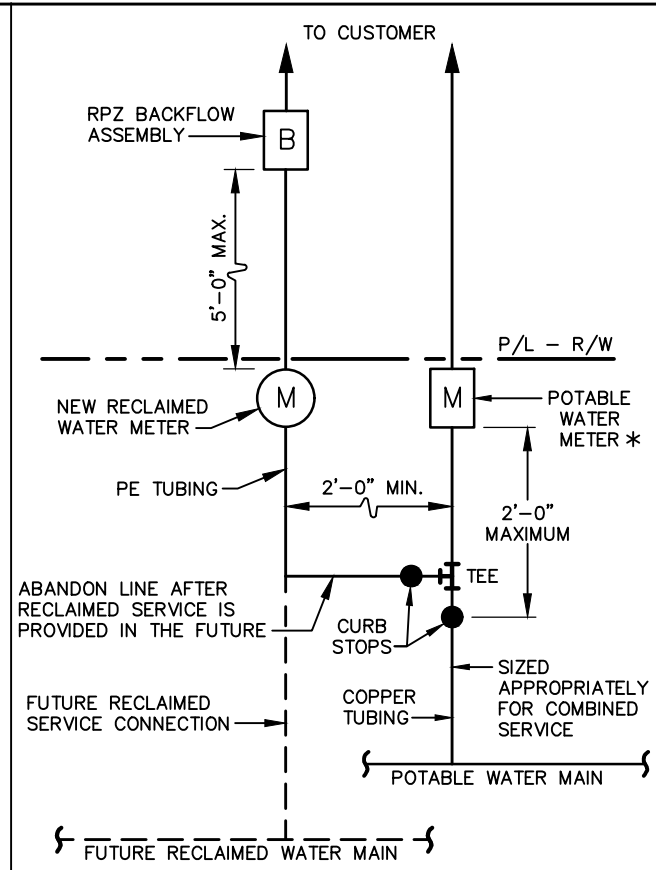 TO CUSTOMER
RPZ BACKFLOW
ASSEMBLY
B
5'-0" MAX.
P/L - R/W
M
NEW RECLAIMED
WATER METER
M
POTABLE
WATER
METER *
PE TUBING
2'-0" MIN.
2'-0"
MAXIMUM
TEE
ABANDON LINE AFTER
RECLAIMED SERVICE IS
PROVIDED IN THE FUTURE
CURB
STOPS
SIZED
APPROPRIATELY
FOR COMBINED
SERVICE
FUTURE RECLAIMED
SERVICE CONNECTION
COPPER
TUBING
POTABLE WATER MAIN
FUTURE RECLAIMED WATER MAIN